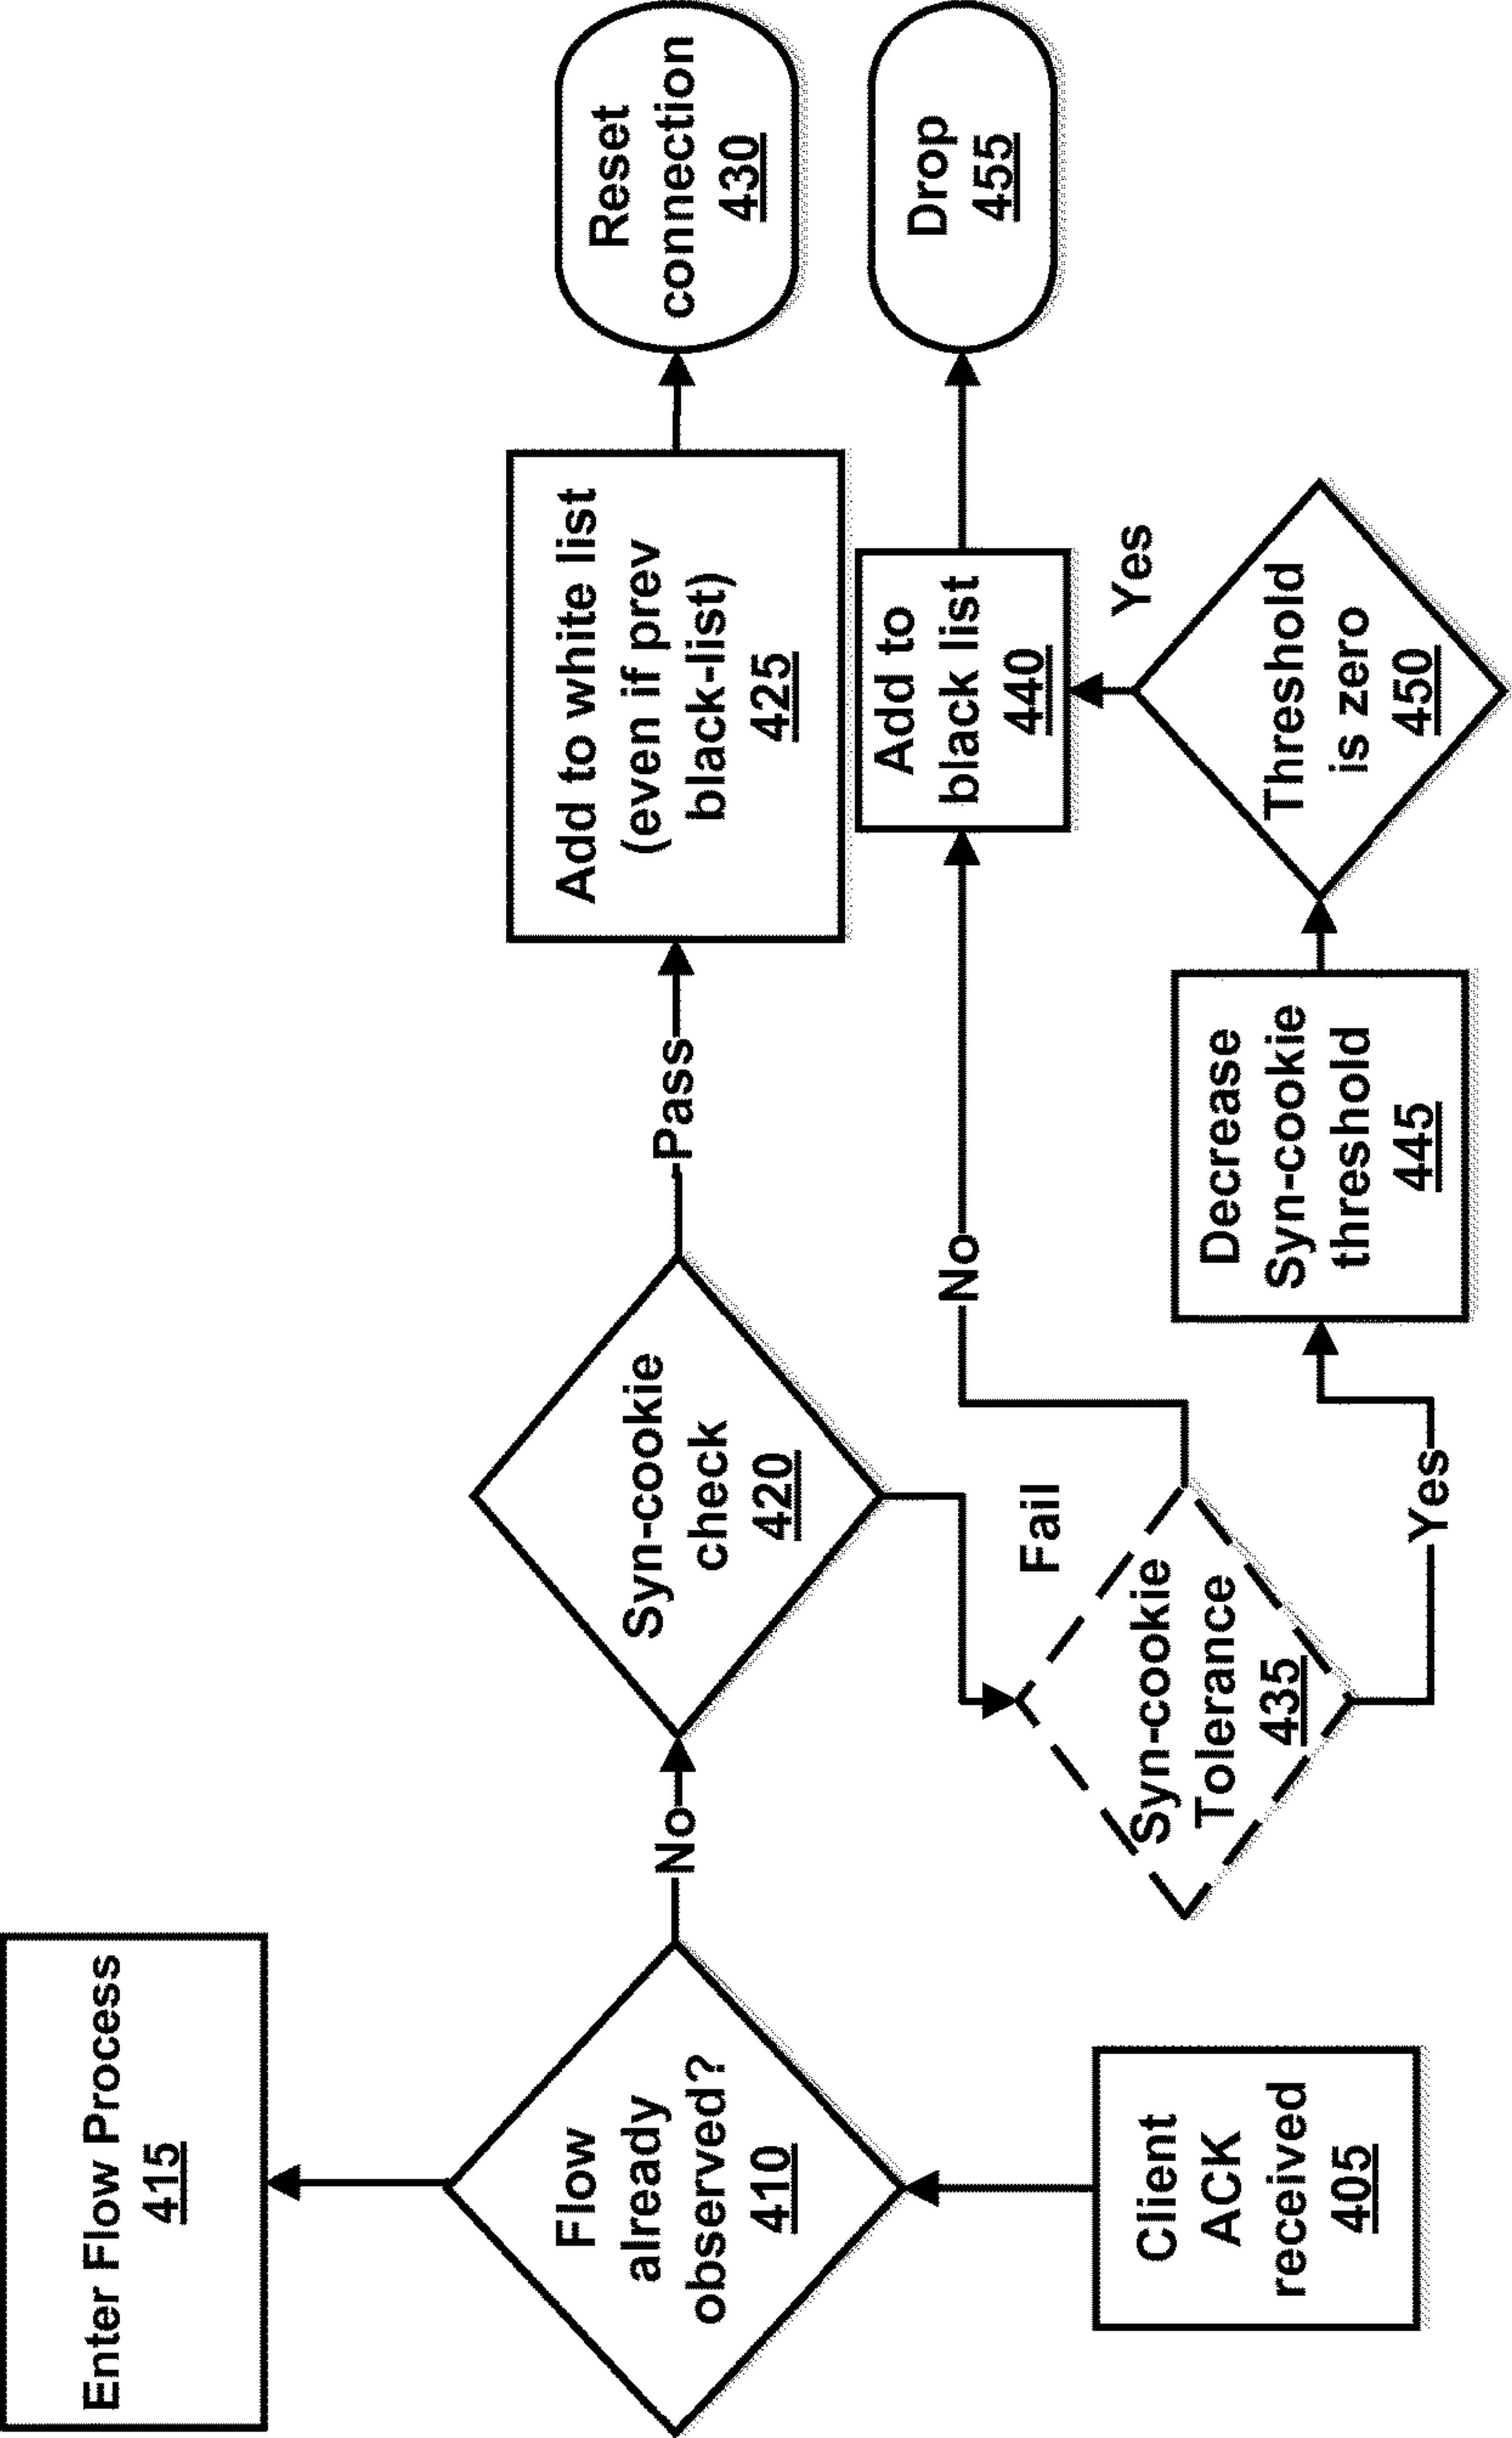 Enter Flow Process
415
Flow
already
observed?
410
Client
ACK
received
405
No
Syn-cookie
check
420
Pass
Add to white list
(even if prev
black-list)
425
Reset
connection
430
Fail
Syn-cookie
Tolerance
435
No
Add to
black list
440
Drop
455
Yes
Decrease
Syn-cookie
threshold
445
Threshold
is zero
450
Yes